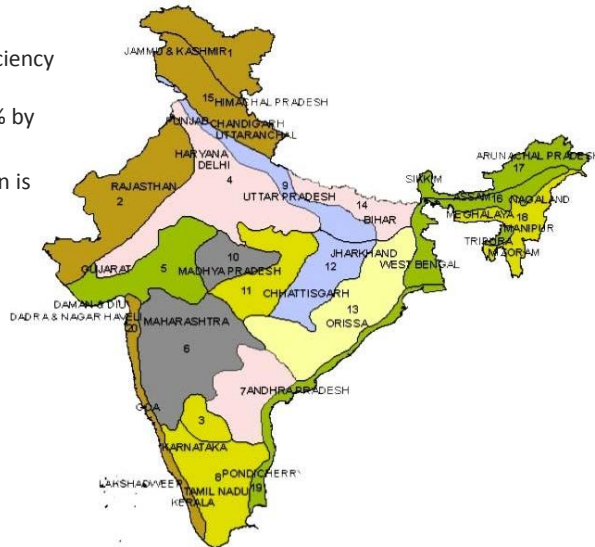 ciency
% by
n is
JAMMU & KASHMIR 1
15 HIMACHAL PRADESH
PUNJAB CHANDIGARH
UTTARANCHAL
HARYANA
DELHI
4
RAJASTHAN
2
9
UTTAR PRADESH
14
BIHAR
SIKKIM
ARUNACHAL PRADESH
17
ASSAM 16 NAGALAND
MEGHALAYA 18
MANIPUR
TRIPURA
MIZORAM
GUJARAT 5
10
MADHYA PRADESH
11
JHARKHAND
12
WEST BENGAL
CHHATTISGARH
13
ORISSA
DAMAN & DIU
DADRA & NAGAR HAVELI
20
MAHARASHTRA
6
7 ANDHRA PRADESH
GOA
3
KARNATAKA
8 PONDICHERRY
LAKSHADWEEP TAMIL NADU 19
KERALA